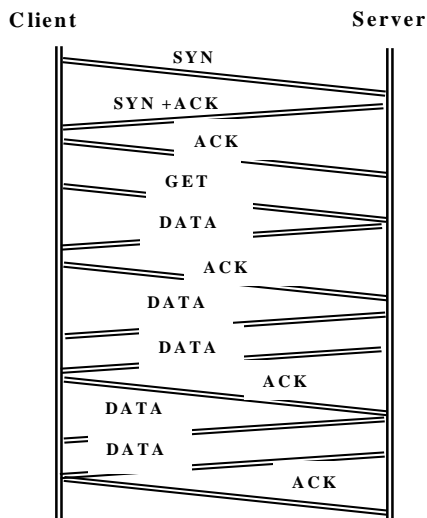 Client
Server
SYN
SYN +ACK
ACK
GET
DATA
ACK
DATA
DATA
ACK
DATA
DATA
ACK